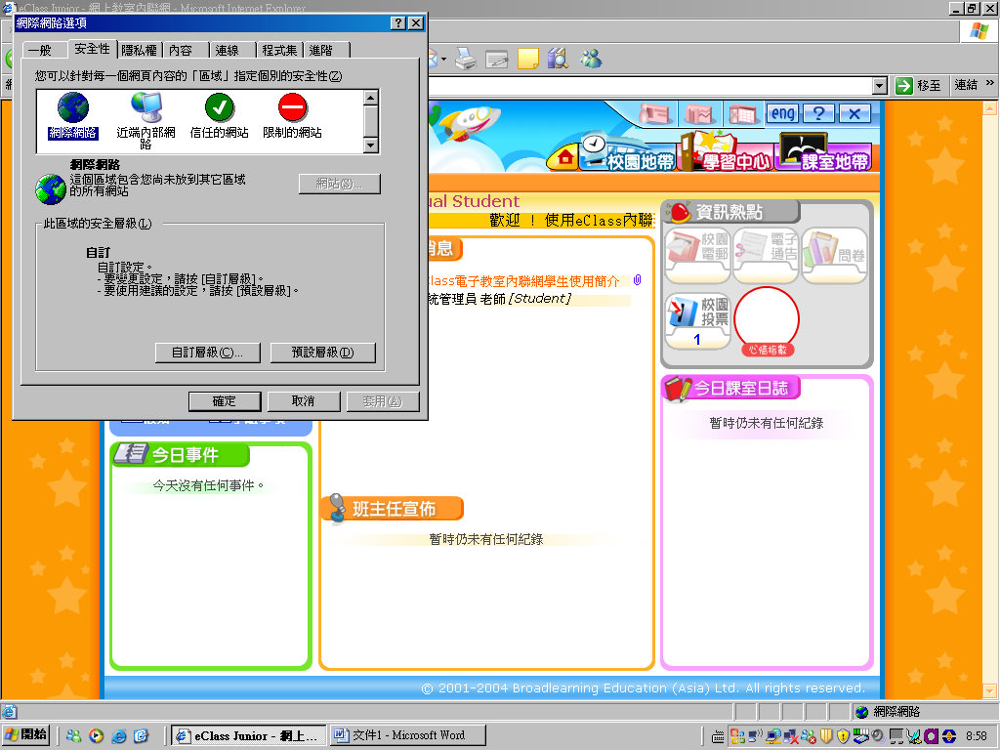 eClass Junior - 網上教室內聯網 - Microsoft Internet Explorer
網際網路選項
一般 安全性 隱私權 內容 連線 程式集 進階
您可以針對每一個網頁內容的「區域」指定個別的安全性(Z)
網際網路
近端內部網路
信任的網站
限制的網站
網際網路
這個區域包含您尚未放到其它區域
的所有網站
網站(S)...
此區域的安全層級(L)
自訂
自訂設定。
- 要變更設定，請按 [自訂層級]。
- 要使用建議的設定，請按 [預設層級]。
自訂層級(C)...
預設層級(D)
確定
取消
套用(A)
移至
連結 »
eng ? X
校園地帶
學習中心
課室地帶
ual Student
歡迎 ! 使用eClass內聯
消息
Class電子教室內聯網學生使用簡介
統管理員 老師 [Student]
資訊熱點
校園電郵
電子通告
問卷
校園投票
1
心情指數
今日課室日誌
暫時仍未有任何紀錄
今日事件
今天沒有任何事件。
班主任宣佈
暫時仍未有任何紀錄
© 2001-2004 Broadlearning Education (Asia) Ltd. All rights reserved.
網際網路
開始
eClass Junior - 網上...
文件1 - Microsoft Word
8:58